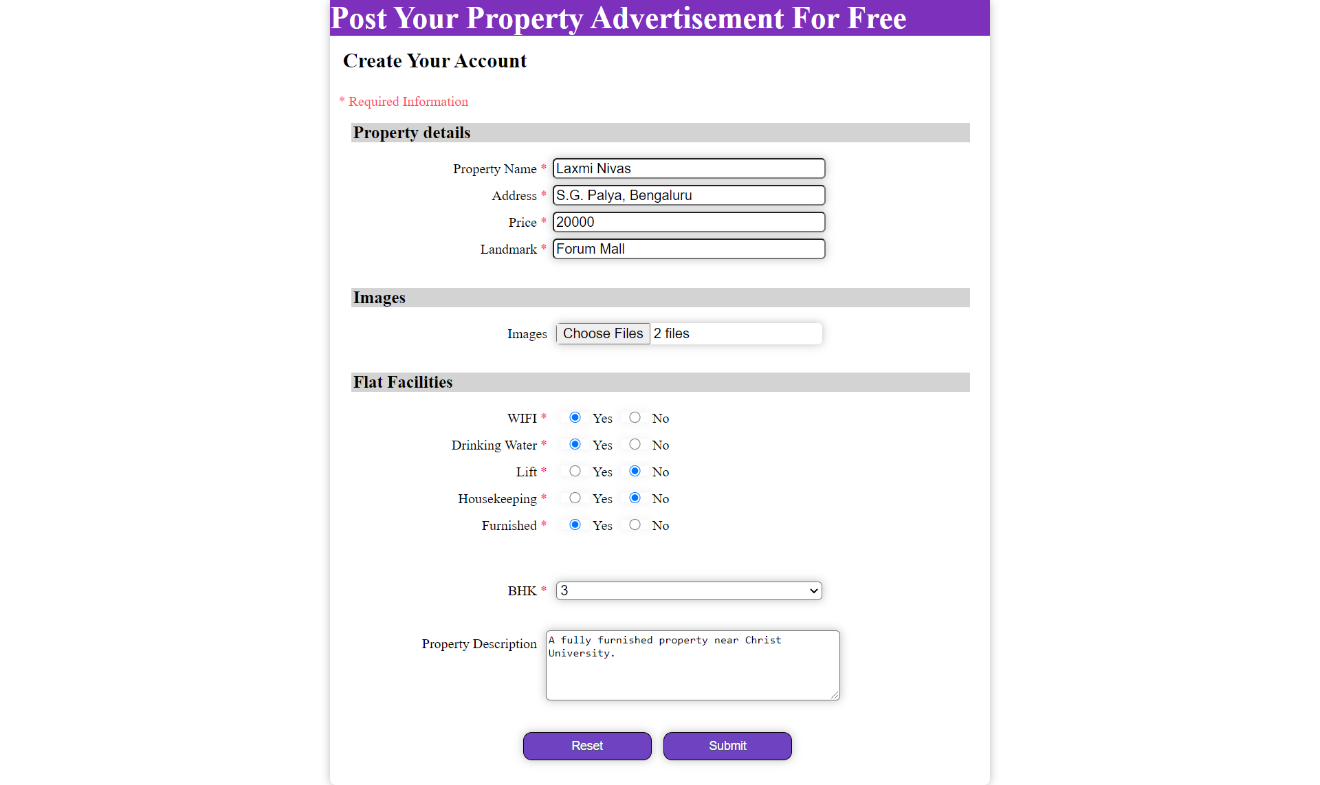 Post Your Property Advertisement For Free
Create Your Account
* Required Information
Property details
Property Name * Laxmi Nivas
Address * S.G. Palya, Bengaluru
Price * 20000
Landmark * Forum Mall
Images
Images Choose Files 2 files
Flat Facilities
WIFI * Yes No
Drinking Water * Yes No
Lift * Yes No
Housekeeping * Yes No
Furnished * Yes No
BHK * 3
Property Description A fully furnished property near Christ
University.
Reset Submit